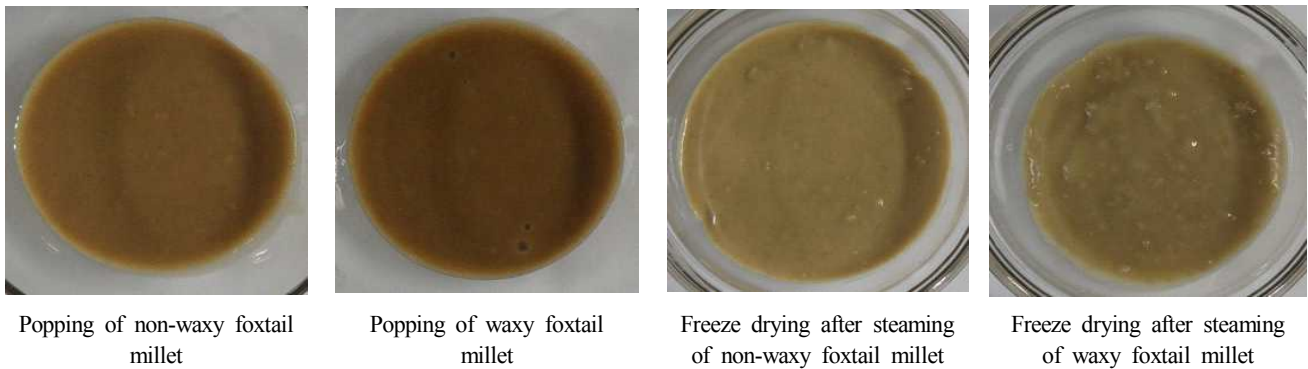 Popping of non-waxy foxtail
millet
Popping of waxy foxtail
millet
Freeze drying after steaming
of non-waxy foxtail millet
Freeze drying after steaming
of waxy foxtail millet